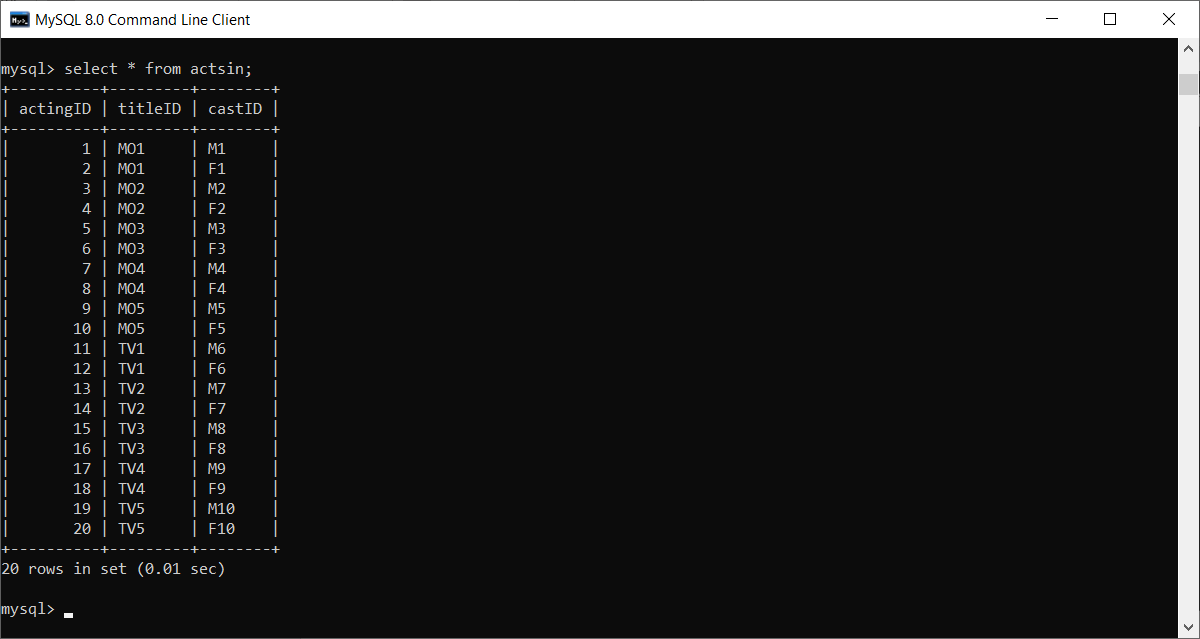 MySQL 8.0 Command Line Client
mysql> select * from actsin;
+----------+---------+--------+
| actingID | titleID | castID |
+----------+---------+--------+
|        1 | MO1     | M1     |
|        2 | MO1     | F1     |
|        3 | MO2     | M2     |
|        4 | MO2     | F2     |
|        5 | MO3     | M3     |
|        6 | MO3     | F3     |
|        7 | MO4     | M4     |
|        8 | MO4     | F4     |
|        9 | MO5     | M5     |
|       10 | MO5     | F5     |
|       11 | TV1     | M6     |
|       12 | TV1     | F6     |
|       13 | TV2     | M7     |
|       14 | TV2     | F7     |
|       15 | TV3     | M8     |
|       16 | TV3     | F8     |
|       17 | TV4     | M9     |
|       18 | TV4     | F9     |
|       19 | TV5     | M10    |
|       20 | TV5     | F10    |
+----------+---------+--------+
20 rows in set (0.01 sec)
mysql>